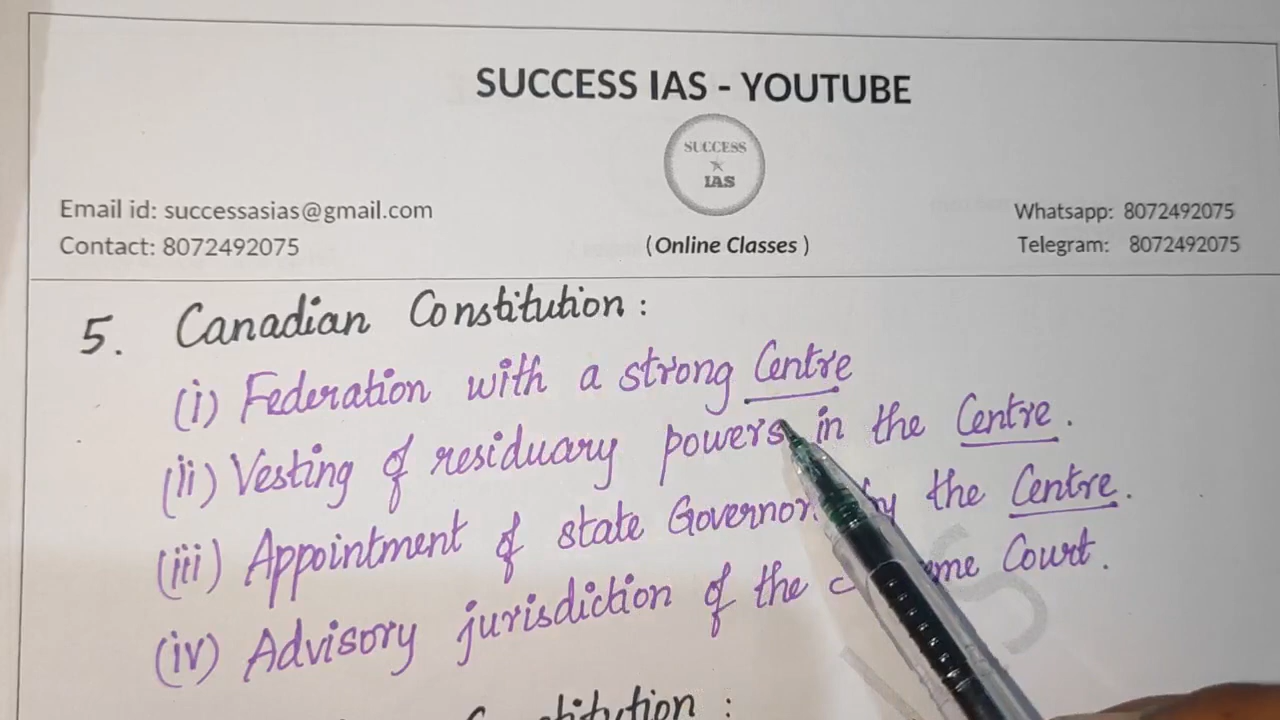 SUCCESS IAS - YOUTUBE
SUCCESS
IAS
Email id: successasias@gmail.com
Whatsapp: 8072492075
Contact: 8072492075
(Online Classes)
Telegram: 8072492075
5. Canadian Constitution:
(i) Federation with a strong Centre
(ii) Vesting of residuary powers in the Centre.
(iii) Appointment of state Governor by the Centre.
(iv) Advisory jurisdiction of the Court.
: